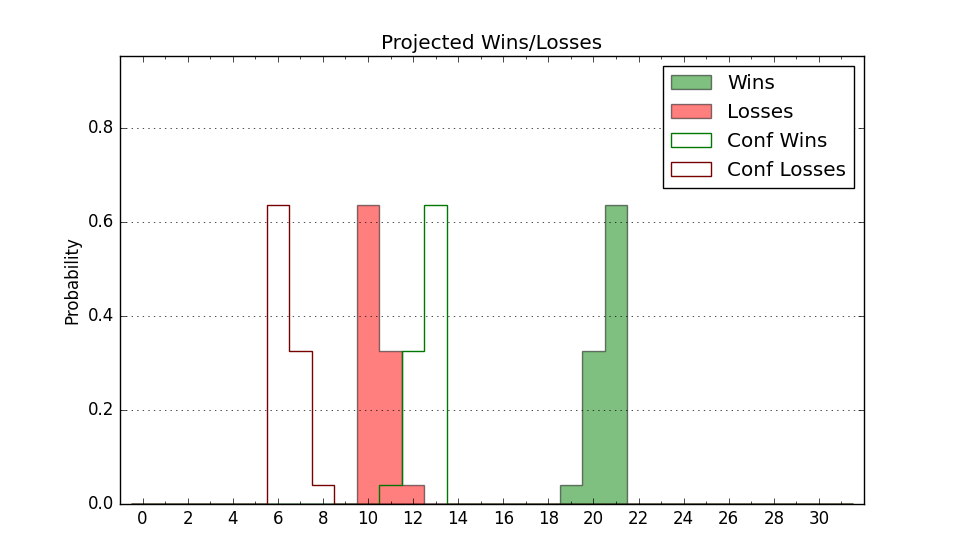 Projected Wins/Losses
Wins
Losses
Conf Wins
Conf Losses
Probability
0.8
0.6
0.4
0.2
0.0
0 2 4 6 8 10 12 14 16 18 20 22 24 26 28 30